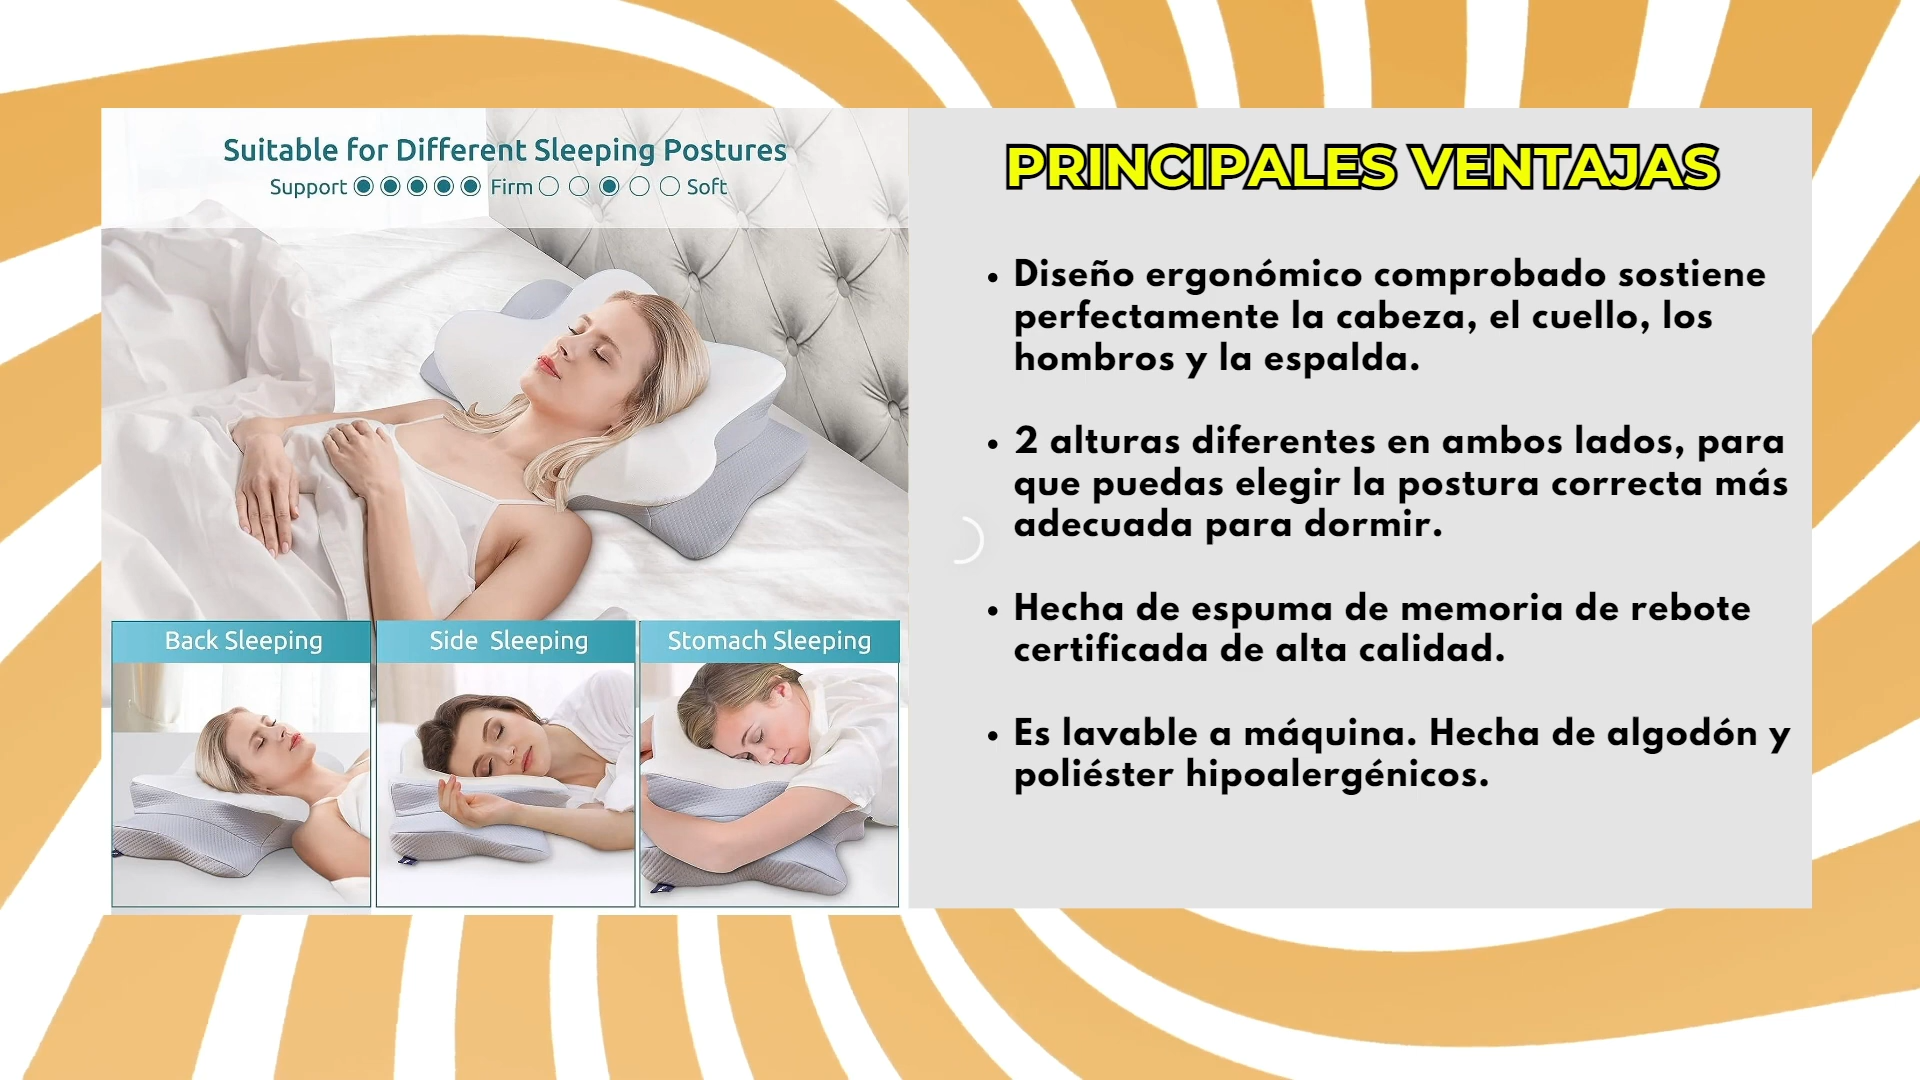 Suitable for Different Sleeping Postures
Support Firm Soft
Back Sleeping
Side Sleeping
Stomach Sleeping
PRINCIPALES VENTAJAS
• Diseño ergonómico comprobado sostiene
perfectamente la cabeza, el cuello, los
hombros y la espalda.
• 2 alturas diferentes en ambos lados, para
que puedas elegir la postura correcta más
adecuada para dormir.
• Hecha de espuma de memoria de rebote
certificada de alta calidad.
• Es lavable a máquina. Hecha de algodón y
poliéster hipoalergénicos.